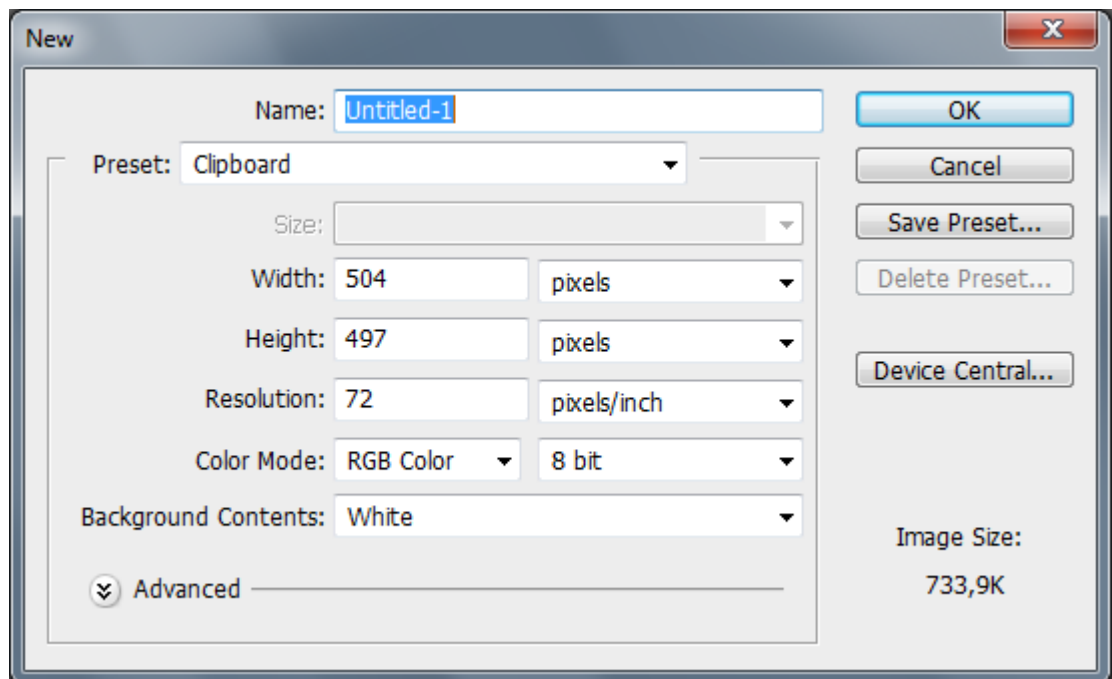 New
Name: Untitled-1
OK
Preset: Clipboard
Cancel
Size:
Save Preset...
Width: 504 pixels
Delete Preset...
Height: 497 pixels
Device Central...
Resolution: 72 pixels/inch
Color Mode: RGB Color 8 bit
Background Contents: White
Image Size:
733,9K
Advanced